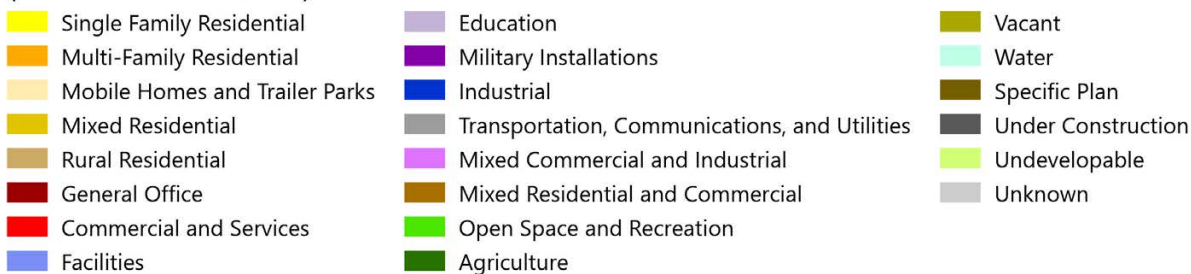 Single Family Residential
Multi-Family Residential
Mobile Homes and Trailer Parks
Mixed Residential
Rural Residential
General Office
Commercial and Services
Facilities
Education
Military Installations
Industrial
Transportation, Communications, and Utilities
Mixed Commercial and Industrial
Mixed Residential and Commercial
Open Space and Recreation
Agriculture
Vacant
Water
Specific Plan
Under Construction
Undevelopable
Unknown